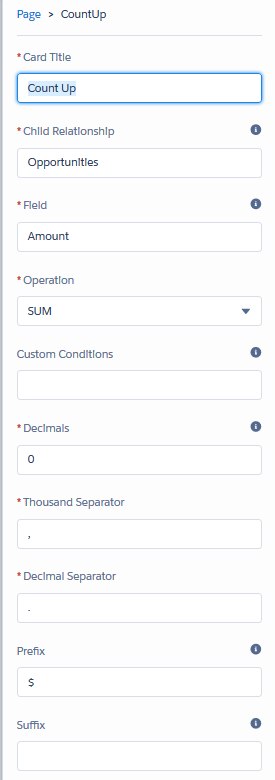 Page > CountUp
* Card Title
Count Up
* Child Relationship
Opportunities
* Field
Amount
* Operation
SUM
Custom Conditions
* Decimals
0
* Thousand Separator
,
* Decimal Separator
.
Prefix
$
Suffix